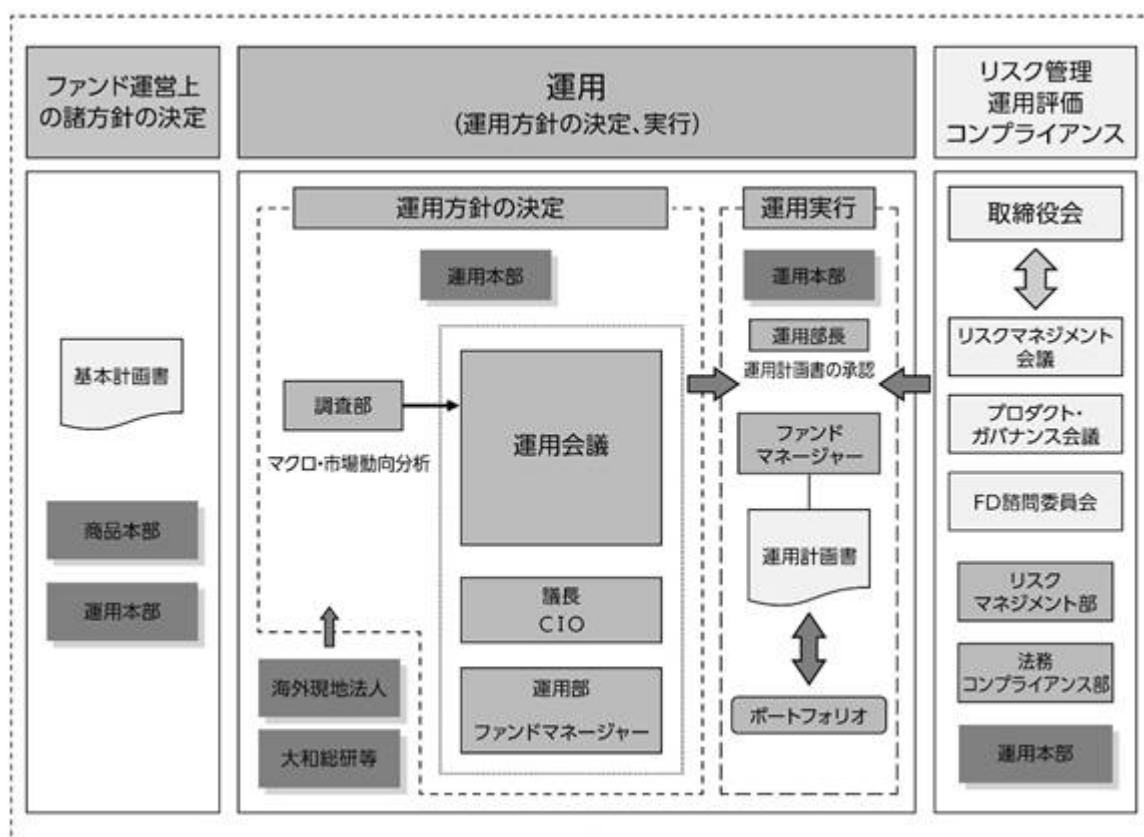 ファンド運営上
の諸方針の決定
基本計画書
商品本部
運用本部
運用
(運用方針の決定、実行)
運用方針の決定
運用本部
調査部
マクロ・市場動向分析
運用会議
議長
CIO
運用部
ファンドマネージャー
海外現地法人
大和総研等
運用実行
運用本部
運用部長
運用計画書の承認
ファンド
マネージャー
運用計画書
ポートフォリオ
リスク管理
運用評価
コンプライアンス
取締役会
リスクマネジメント
会議
プロダクト・
ガバナンス会議
FD諮問委員会
リスク
マネジメント部
法務
コンプライアンス部
運用本部